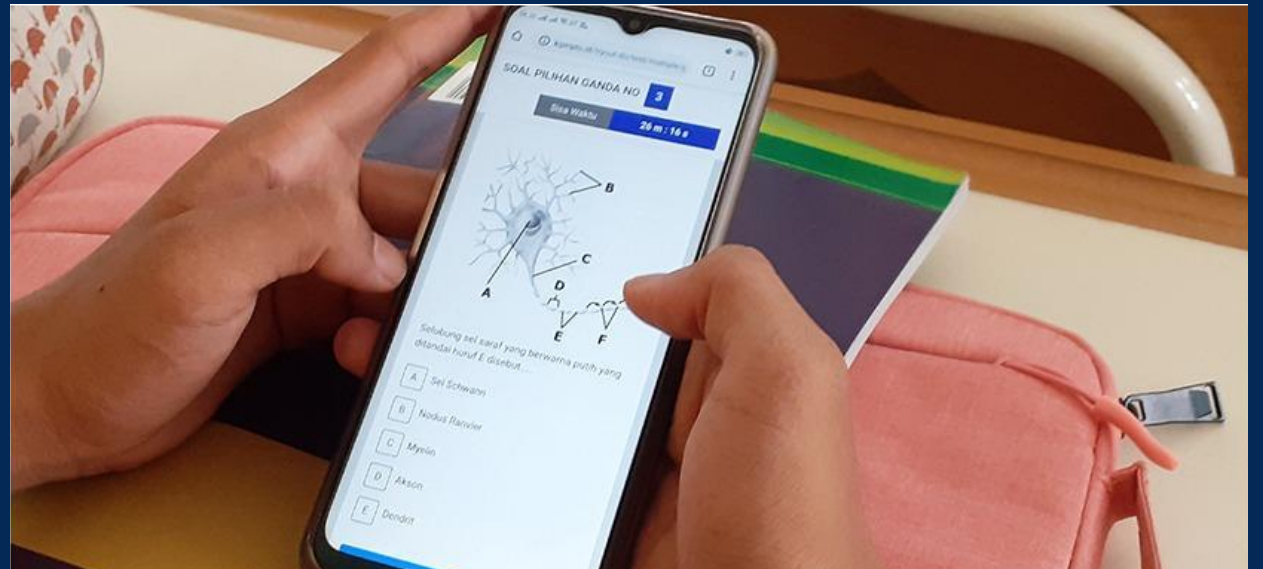 SOAL PILIHAN GANDA NO 3
Sisa Waktu 26 m : 16 s
B
C
A
D
E F
Selubung sel saraf yang berwarna putih yang
ditandai huruf E disebut....
A Sel Schwann
B Nodus Ranvier
C Myelin
D Akson
E Dendrit